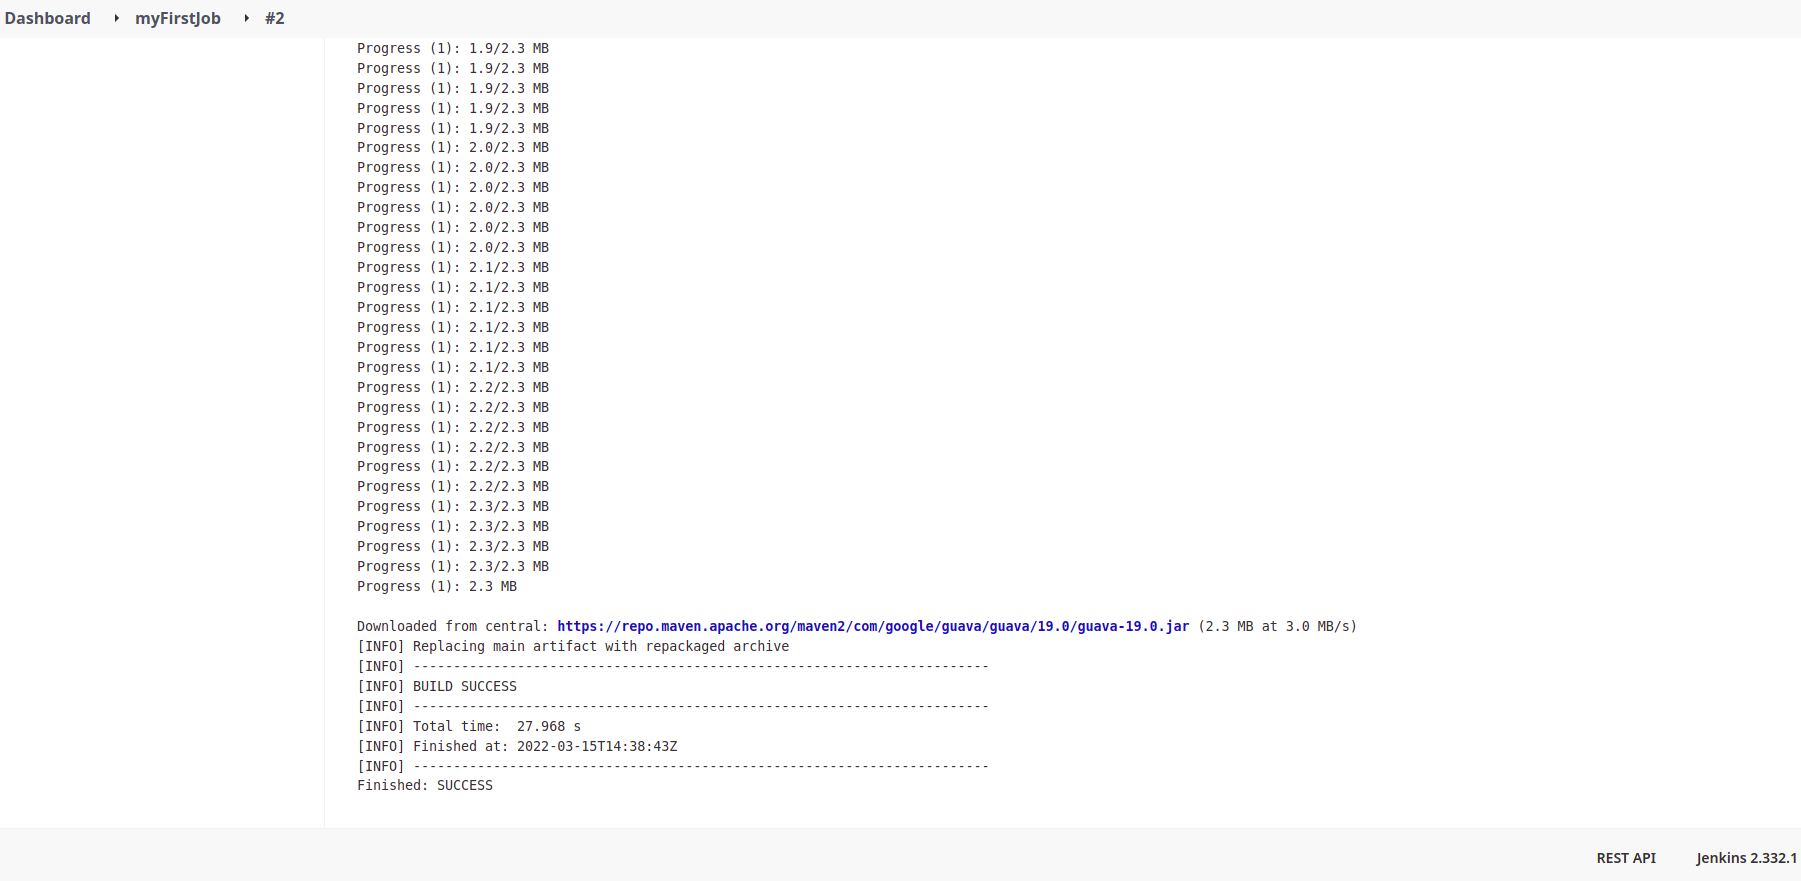 Dashboard myFirstJob #2
Progress (1): 1.9/2.3 MB
Progress (1): 1.9/2.3 MB
Progress (1): 1.9/2.3 MB
Progress (1): 1.9/2.3 MB
Progress (1): 1.9/2.3 MB
Progress (1): 2.0/2.3 MB
Progress (1): 2.0/2.3 MB
Progress (1): 2.0/2.3 MB
Progress (1): 2.0/2.3 MB
Progress (1): 2.0/2.3 MB
Progress (1): 2.0/2.3 MB
Progress (1): 2.1/2.3 MB
Progress (1): 2.1/2.3 MB
Progress (1): 2.1/2.3 MB
Progress (1): 2.1/2.3 MB
Progress (1): 2.1/2.3 MB
Progress (1): 2.1/2.3 MB
Progress (1): 2.2/2.3 MB
Progress (1): 2.2/2.3 MB
Progress (1): 2.2/2.3 MB
Progress (1): 2.2/2.3 MB
Progress (1): 2.2/2.3 MB
Progress (1): 2.2/2.3 MB
Progress (1): 2.3/2.3 MB
Progress (1): 2.3/2.3 MB
Progress (1): 2.3/2.3 MB
Progress (1): 2.3/2.3 MB
Progress (1): 2.3 MB
Downloaded from central: https://repo.maven.apache.org/maven2/com/google/guava/guava/19.0/guava-19.0.jar (2.3 MB at 3.0 MB/s)
[INFO] Replacing main artifact with repackaged archive
[INFO] ------------------------------------------------------------------------
[INFO] BUILD SUCCESS
[INFO] ------------------------------------------------------------------------
[INFO] Total time:  27.968 s
[INFO] Finished at: 2022-03-15T14:38:43Z
[INFO] ------------------------------------------------------------------------
Finished: SUCCESS
REST API Jenkins 2.332.1